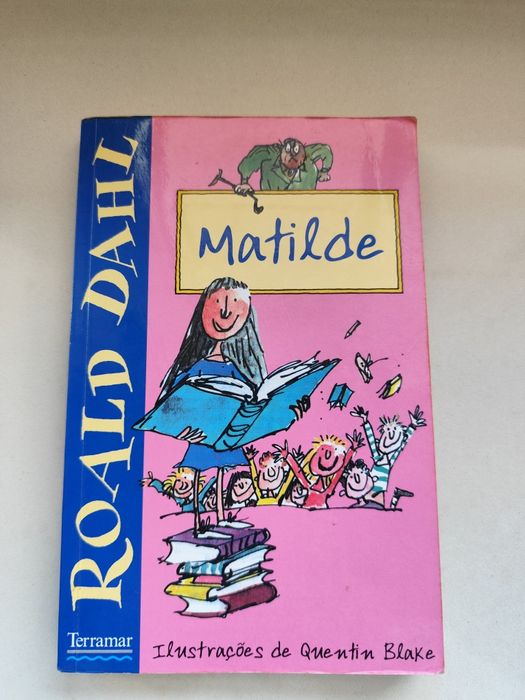 ROALD DAHL
Matilde
Terramar
Ilustrações de Quentin Blake